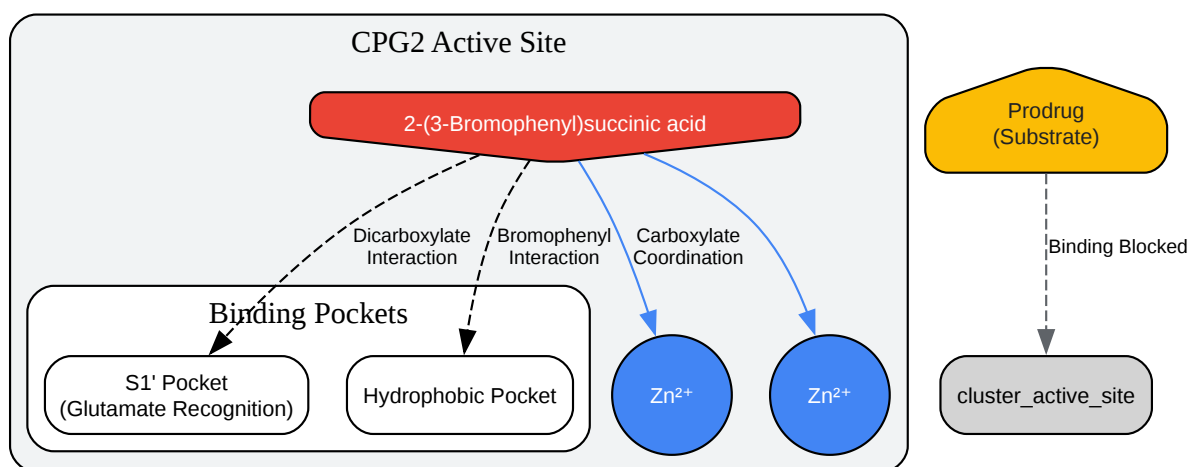 CPG2 Active Site
2-(3-Bromophenyl)succinic acid
Prodrug
(Substrate)
Dicarboxylate
Interaction
Bromophenyl
Interaction
Carboxylate
Coordination
Binding Blocked
Binding Pockets
S1' Pocket
(Glutamate Recognition)
Hydrophobic Pocket
Zn²⁺
Zn²⁺
cluster_active_site